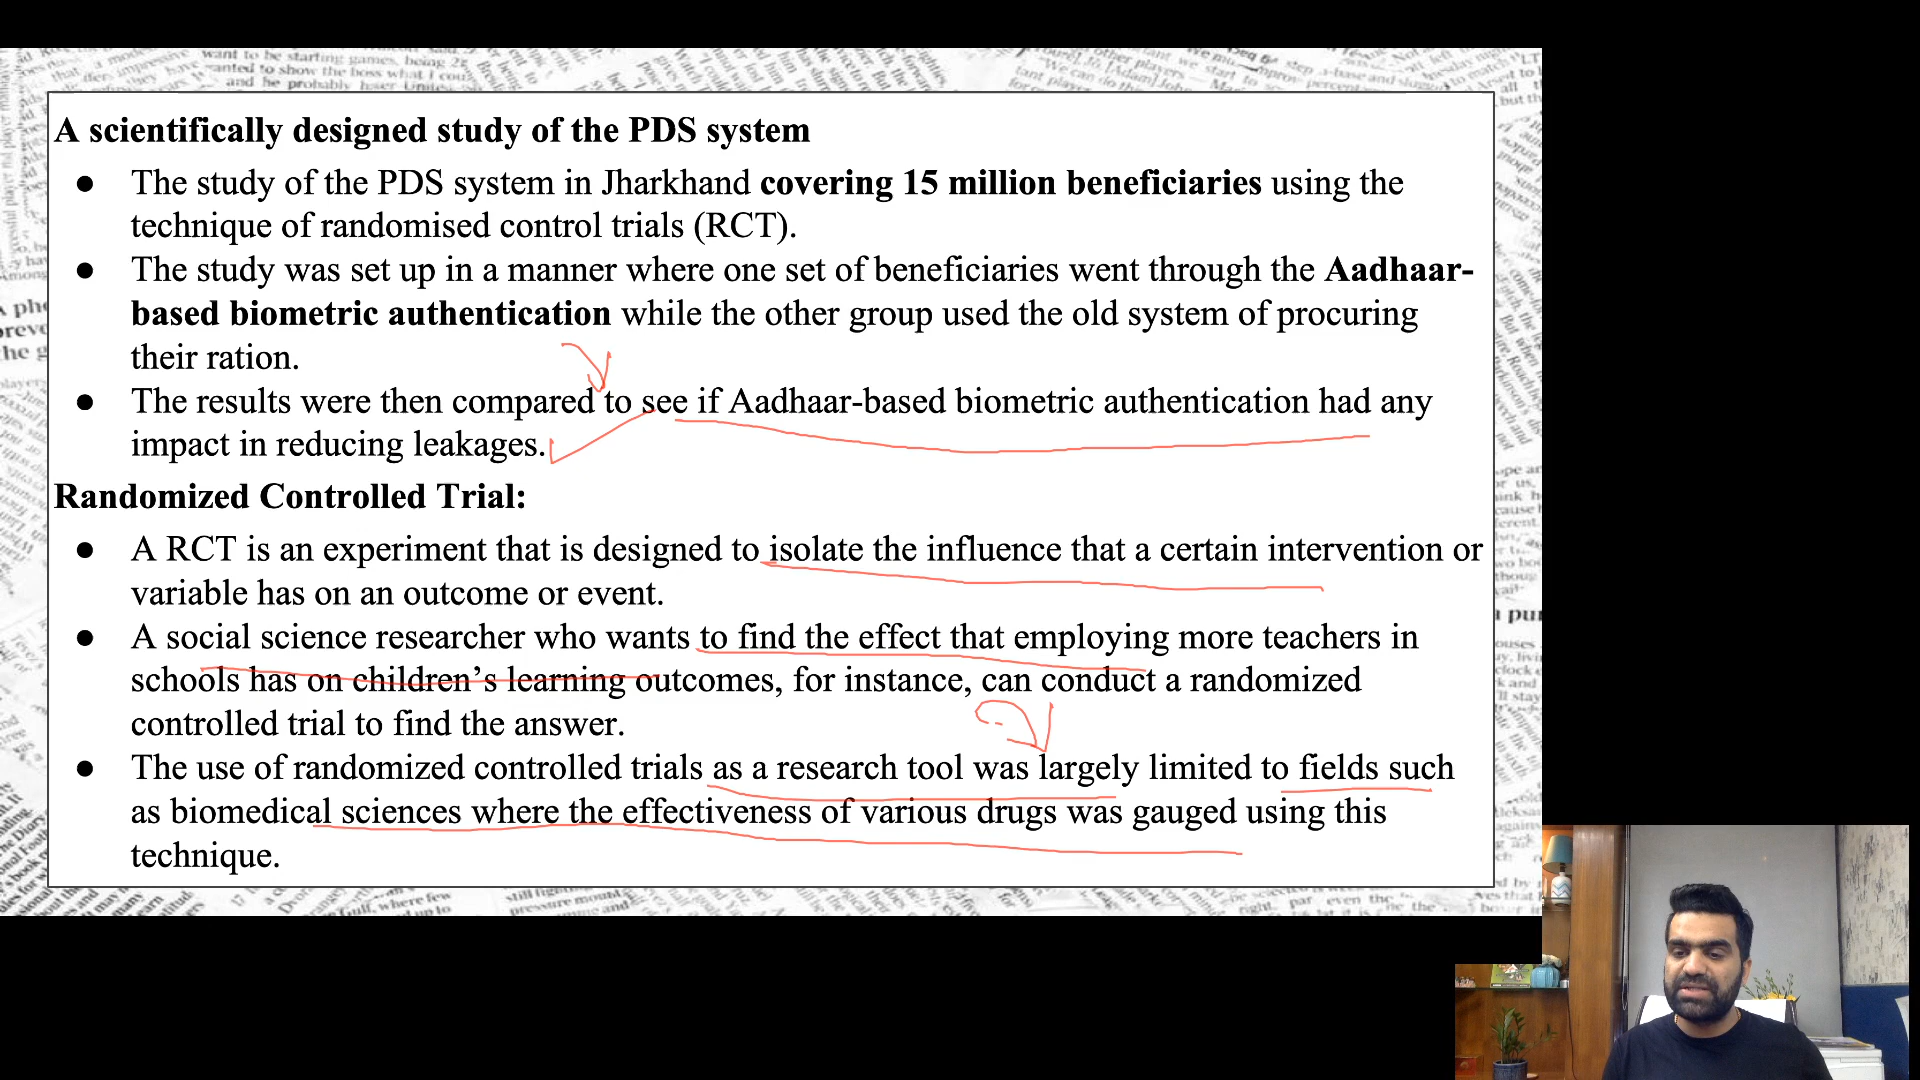 A scientifically designed study of the PDS system
● The study of the PDS system in Jharkhand covering 15 million beneficiaries using the
technique of randomised control trials (RCT).
● The study was set up in a manner where one set of beneficiaries went through the Aadhaar-
based biometric authentication while the other group used the old system of procuring
their ration.
● The results were then compared to see if Aadhaar-based biometric authentication had any
impact in reducing leakages.
Randomized Controlled Trial:
● A RCT is an experiment that is designed to isolate the influence that a certain intervention or
variable has on an outcome or event.
● A social science researcher who wants to find the effect that employing more teachers in
schools has on children’s learning outcomes, for instance, can conduct a randomized
controlled trial to find the answer.
● The use of randomized controlled trials as a research tool was largely limited to fields such
as biomedical sciences where the effectiveness of various drugs was gauged using this
technique.